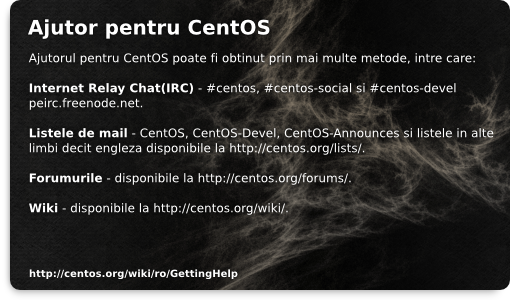 Ajutor pentru CentOS
Ajutorul pentru CentOS poate fi obtinut prin mai multe metode, intre care:
Internet Relay Chat(IRC) - #centos, #centos-social si #centos-devel
peirc.freenode.net.
Listele de mail - CentOS, CentOS-Devel, CentOS-Announces si listele in alte
limbi decit engleza disponibile la http://centos.org/lists/.
Forumurile - disponibile la http://centos.org/forums/.
Wiki - disponibile la http://centos.org/wiki/.
http://centos.org/wiki/ro/GettingHelp